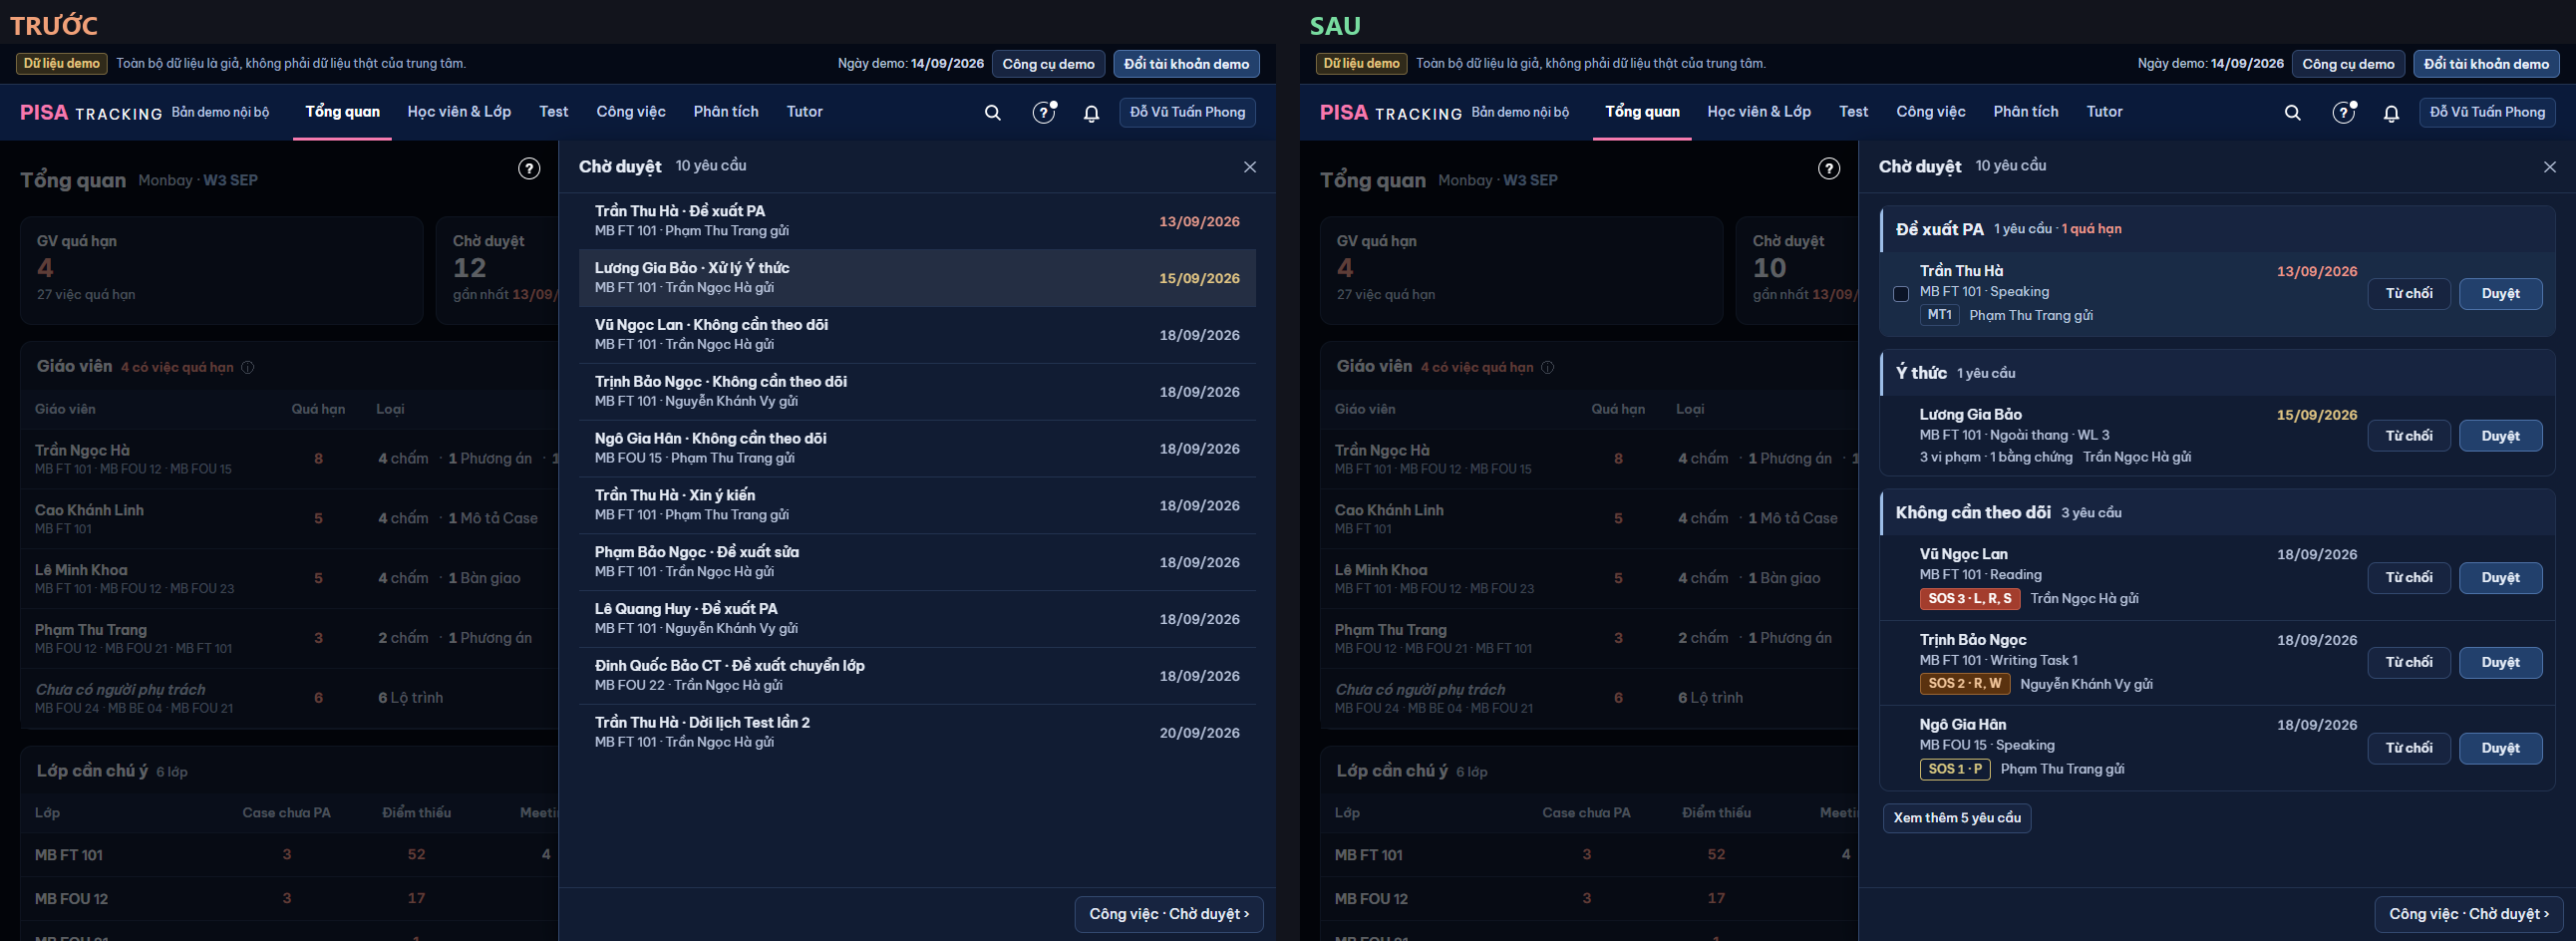 TRƯỚC
Dữ liệu demo Toàn bộ dữ liệu là giả, không phải dữ liệu thật của trung tâm. Ngày demo: 14/09/2026 Công cụ demo Đổi tài khoản demo
PISA TRACKING Bản demo nội bộ Tổng quan Học viên & Lớp Test Công việc Phân tích Tutor ? Đỗ Vũ Tuấn Phong
Tổng quan Monbay · W3 SEP ?
GV quá hạn
4
27 việc quá hạn
Chờ duyệt
12
gần nhất 13/09/
Giáo viên 4 có việc quá hạn
Giáo viên Quá hạn Loại
Trần Ngọc Hà
MB FT 101 · MB FOU 12 · MB FOU 15
8 4 chấm · 1 Phương án · 1
Cao Khánh Linh
MB FT 101
5 4 chấm · 1 Mô tả Case
Lê Minh Khoa
MB FT 101 · MB FOU 12 · MB FOU 23
5 4 chấm · 1 Bàn giao
Phạm Thu Trang
MB FOU 12 · MB FOU 21 · MB FT 101
3 2 chấm · 1 Phương án
Chưa có người phụ trách
MB FOU 24 · MB BE 04 · MB FOU 21
6 6 Lộ trình
Lớp cần chú ý 6 lớp
Lớp Case chưa PA Điểm thiếu Meeti
MB FT 101 3 52 4
MB FOU 12 3 17
MB FOU 21 1
Chờ duyệt 10 yêu cầu
Trần Thu Hà · Đề xuất PA
MB FT 101 · Phạm Thu Trang gửi
13/09/2026
Lương Gia Bảo · Xử lý Ý thức
MB FT 101 · Trần Ngọc Hà gửi
15/09/2026
Vũ Ngọc Lan · Không cần theo dõi
MB FT 101 · Trần Ngọc Hà gửi
18/09/2026
Trịnh Bảo Ngọc · Không cần theo dõi
MB FT 101 · Nguyễn Khánh Vy gửi
18/09/2026
Ngô Gia Hân · Không cần theo dõi
MB FOU 15 · Phạm Thu Trang gửi
18/09/2026
Trần Thu Hà · Xin ý kiến
MB FT 101 · Phạm Thu Trang gửi
18/09/2026
Phạm Bảo Ngọc · Đề xuất sửa
MB FT 101 · Trần Ngọc Hà gửi
18/09/2026
Lê Quang Huy · Đề xuất PA
MB FT 101 · Nguyễn Khánh Vy gửi
18/09/2026
Đinh Quốc Bảo CT · Đề xuất chuyển lớp
MB FOU 22 · Trần Ngọc Hà gửi
18/09/2026
Trần Thu Hà · Dời lịch Test lần 2
MB FT 101 · Trần Ngọc Hà gửi
20/09/2026
Công việc · Chờ duyệt ›
SAU
Dữ liệu demo Toàn bộ dữ liệu là giả, không phải dữ liệu thật của trung tâm. Ngày demo: 14/09/2026 Công cụ demo Đổi tài khoản demo
PISA TRACKING Bản demo nội bộ Tổng quan Học viên & Lớp Test Công việc Phân tích Tutor ? Đỗ Vũ Tuấn Phong
Tổng quan Monbay · W3 SEP ?
GV quá hạn
4
27 việc quá hạn
Chờ duyệt
10
gần nhất 13/09/
Giáo viên 4 có việc quá hạn
Giáo viên Quá hạn Loại
Trần Ngọc Hà
MB FT 101 · MB FOU 12 · MB FOU 15
8 4 chấm · 1 Phương án · 1
Cao Khánh Linh
MB FT 101
5 4 chấm · 1 Mô tả Case
Lê Minh Khoa
MB FT 101 · MB FOU 12 · MB FOU 23
5 4 chấm · 1 Bàn giao
Phạm Thu Trang
MB FOU 12 · MB FOU 21 · MB FT 101
3 2 chấm · 1 Phương án
Chưa có người phụ trách
MB FOU 24 · MB BE 04 · MB FOU 21
6 6 Lộ trình
Lớp cần chú ý 6 lớp
Lớp Case chưa PA Điểm thiếu Meeti
MB FT 101 3 52 4
MB FOU 12 3 17
MB FOU 21 1
Chờ duyệt 10 yêu cầu
Đề xuất PA 1 yêu cầu · 1 quá hạn
Trần Thu Hà 13/09/2026
MB FT 101 · Speaking
MT1 Phạm Thu Trang gửi
Từ chối Duyệt
Ý thức 1 yêu cầu
Lương Gia Bảo 15/09/2026
MB FT 101 · Ngoài thang · WL 3
3 vi phạm · 1 bằng chứng Trần Ngọc Hà gửi
Từ chối Duyệt
Không cần theo dõi 3 yêu cầu
Vũ Ngọc Lan 18/09/2026
MB FT 101 · Reading
SOS 3 · L, R, S Trần Ngọc Hà gửi
Từ chối Duyệt
Trịnh Bảo Ngọc 18/09/2026
MB FT 101 · Writing Task 1
SOS 2 · R, W Nguyễn Khánh Vy gửi
Từ chối Duyệt
Ngô Gia Hân 18/09/2026
MB FOU 15 · Speaking
SOS 1 · P Phạm Thu Trang gửi
Từ chối Duyệt
Xem thêm 5 yêu cầu
Công việc · Chờ duyệt ›